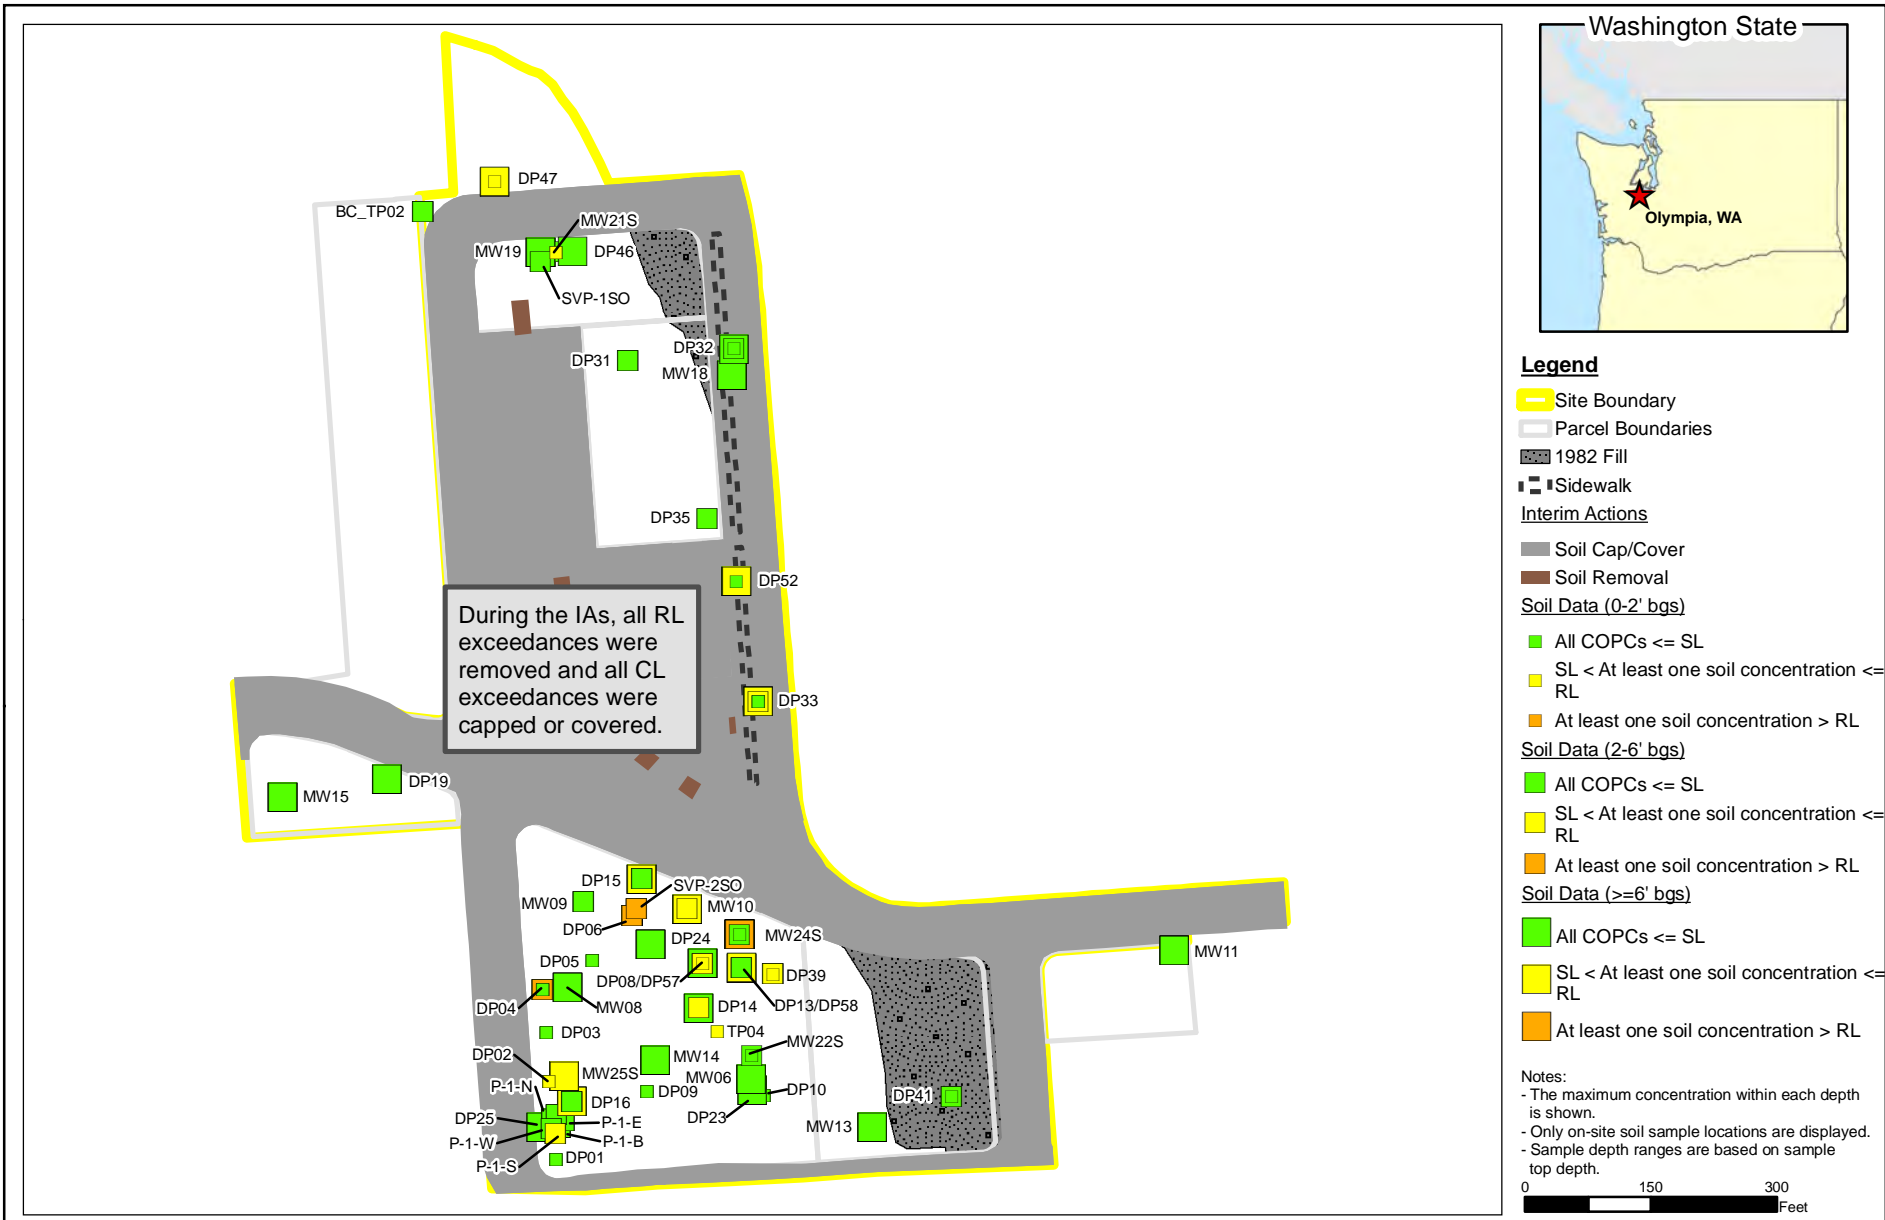 Washington State
Olympia, WA
DP47
BC_TP02
MW21S
MW19
DP46
SVP-1SO
DP32
DP31
MW18
DP35
DP52
During the IAs, all RL
exceedances were
removed and all CL
exceedances were
capped or covered.
DP33
DP19
MW15
DP15
SVP-2SO
MW09
MW10
DP06
MW24S
DP24
DP05
DP08/DP57
DP39
MW11
DP04
MW08
DP14
DP13/DP58
DP03
TP04
MW22S
DP02
MW14
MW25S
MW06
P-1-N
DP09
DP10
DP16
DP41
DP25
P-1-E
DP23
MW13
P-1-W
P-1-B
P-1-S
DP01
Legend
Site Boundary
Parcel Boundaries
1982 Fill
Sidewalk
Interim Actions
Soil Cap/Cover
Soil Removal
Soil Data (0-2' bgs)
All COPCs <= SL
SL < At least one soil concentration <=
RL
At least one soil concentration > RL
Soil Data (2-6' bgs)
All COPCs <= SL
SL < At least one soil concentration <=
RL
At least one soil concentration > RL
Soil Data (>=6' bgs)
All COPCs <= SL
SL < At least one soil concentration <=
RL
At least one soil concentration > RL
Notes:
- The maximum concentration within each depth
is shown.
- Only on-site soil sample locations are displayed.
- Sample depth ranges are based on sample
top depth.
0 150 300
Feet